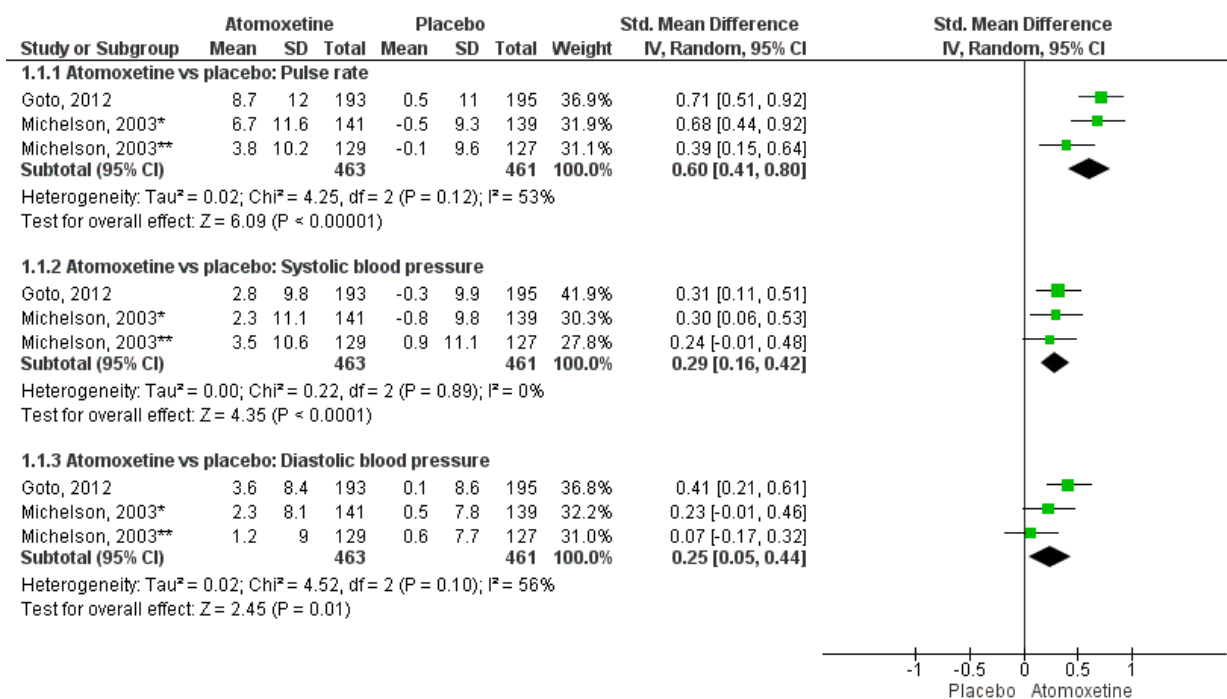 Atomoxetine Placebo Std. Mean Difference Std. Mean Difference
Study or Subgroup Mean SD Total Mean SD Total Weight IV, Random, 95% CI IV, Random, 95% CI
1.1.1 Atomoxetine vs placebo: Pulse rate
Goto, 2012 8.7 12 193 0.5 11 195 36.9% 0.71 [0.51, 0.92]
Michelson, 2003* 6.7 11.6 141 -0.5 9.3 139 31.9% 0.68 [0.44, 0.92]
Michelson, 2003** 3.8 10.2 129 -0.1 9.6 127 31.1% 0.39 [0.15, 0.64]
Subtotal (95% CI) 463 461 100.0% 0.60 [0.41, 0.80]
Heterogeneity: Tau² = 0.02; Chi² = 4.25, df = 2 (P = 0.12); I² = 53%
Test for overall effect: Z = 6.09 (P < 0.00001)
1.1.2 Atomoxetine vs placebo: Systolic blood pressure
Goto, 2012 2.8 9.8 193 -0.3 9.9 195 41.9% 0.31 [0.11, 0.51]
Michelson, 2003* 2.3 11.1 141 -0.8 9.8 139 30.3% 0.30 [0.06, 0.53]
Michelson, 2003** 3.5 10.6 129 0.9 11.1 127 27.8% 0.24 [-0.01, 0.48]
Subtotal (95% CI) 463 461 100.0% 0.29 [0.16, 0.42]
Heterogeneity: Tau² = 0.00; Chi² = 0.22, df = 2 (P = 0.89); I² = 0%
Test for overall effect: Z = 4.35 (P < 0.0001)
1.1.3 Atomoxetine vs placebo: Diastolic blood pressure
Goto, 2012 3.6 8.4 193 0.1 8.6 195 36.8% 0.41 [0.21, 0.61]
Michelson, 2003* 2.3 8.1 141 0.5 7.8 139 32.2% 0.23 [-0.01, 0.46]
Michelson, 2003** 1.2 9 129 0.6 7.7 127 31.0% 0.07 [-0.17, 0.32]
Subtotal (95% CI) 463 461 100.0% 0.25 [0.05, 0.44]
Heterogeneity: Tau² = 0.02; Chi² = 4.52, df = 2 (P = 0.10); I² = 56%
Test for overall effect: Z = 2.45 (P = 0.01)
-1 -0.5 0 0.5 1
Placebo Atomoxetine